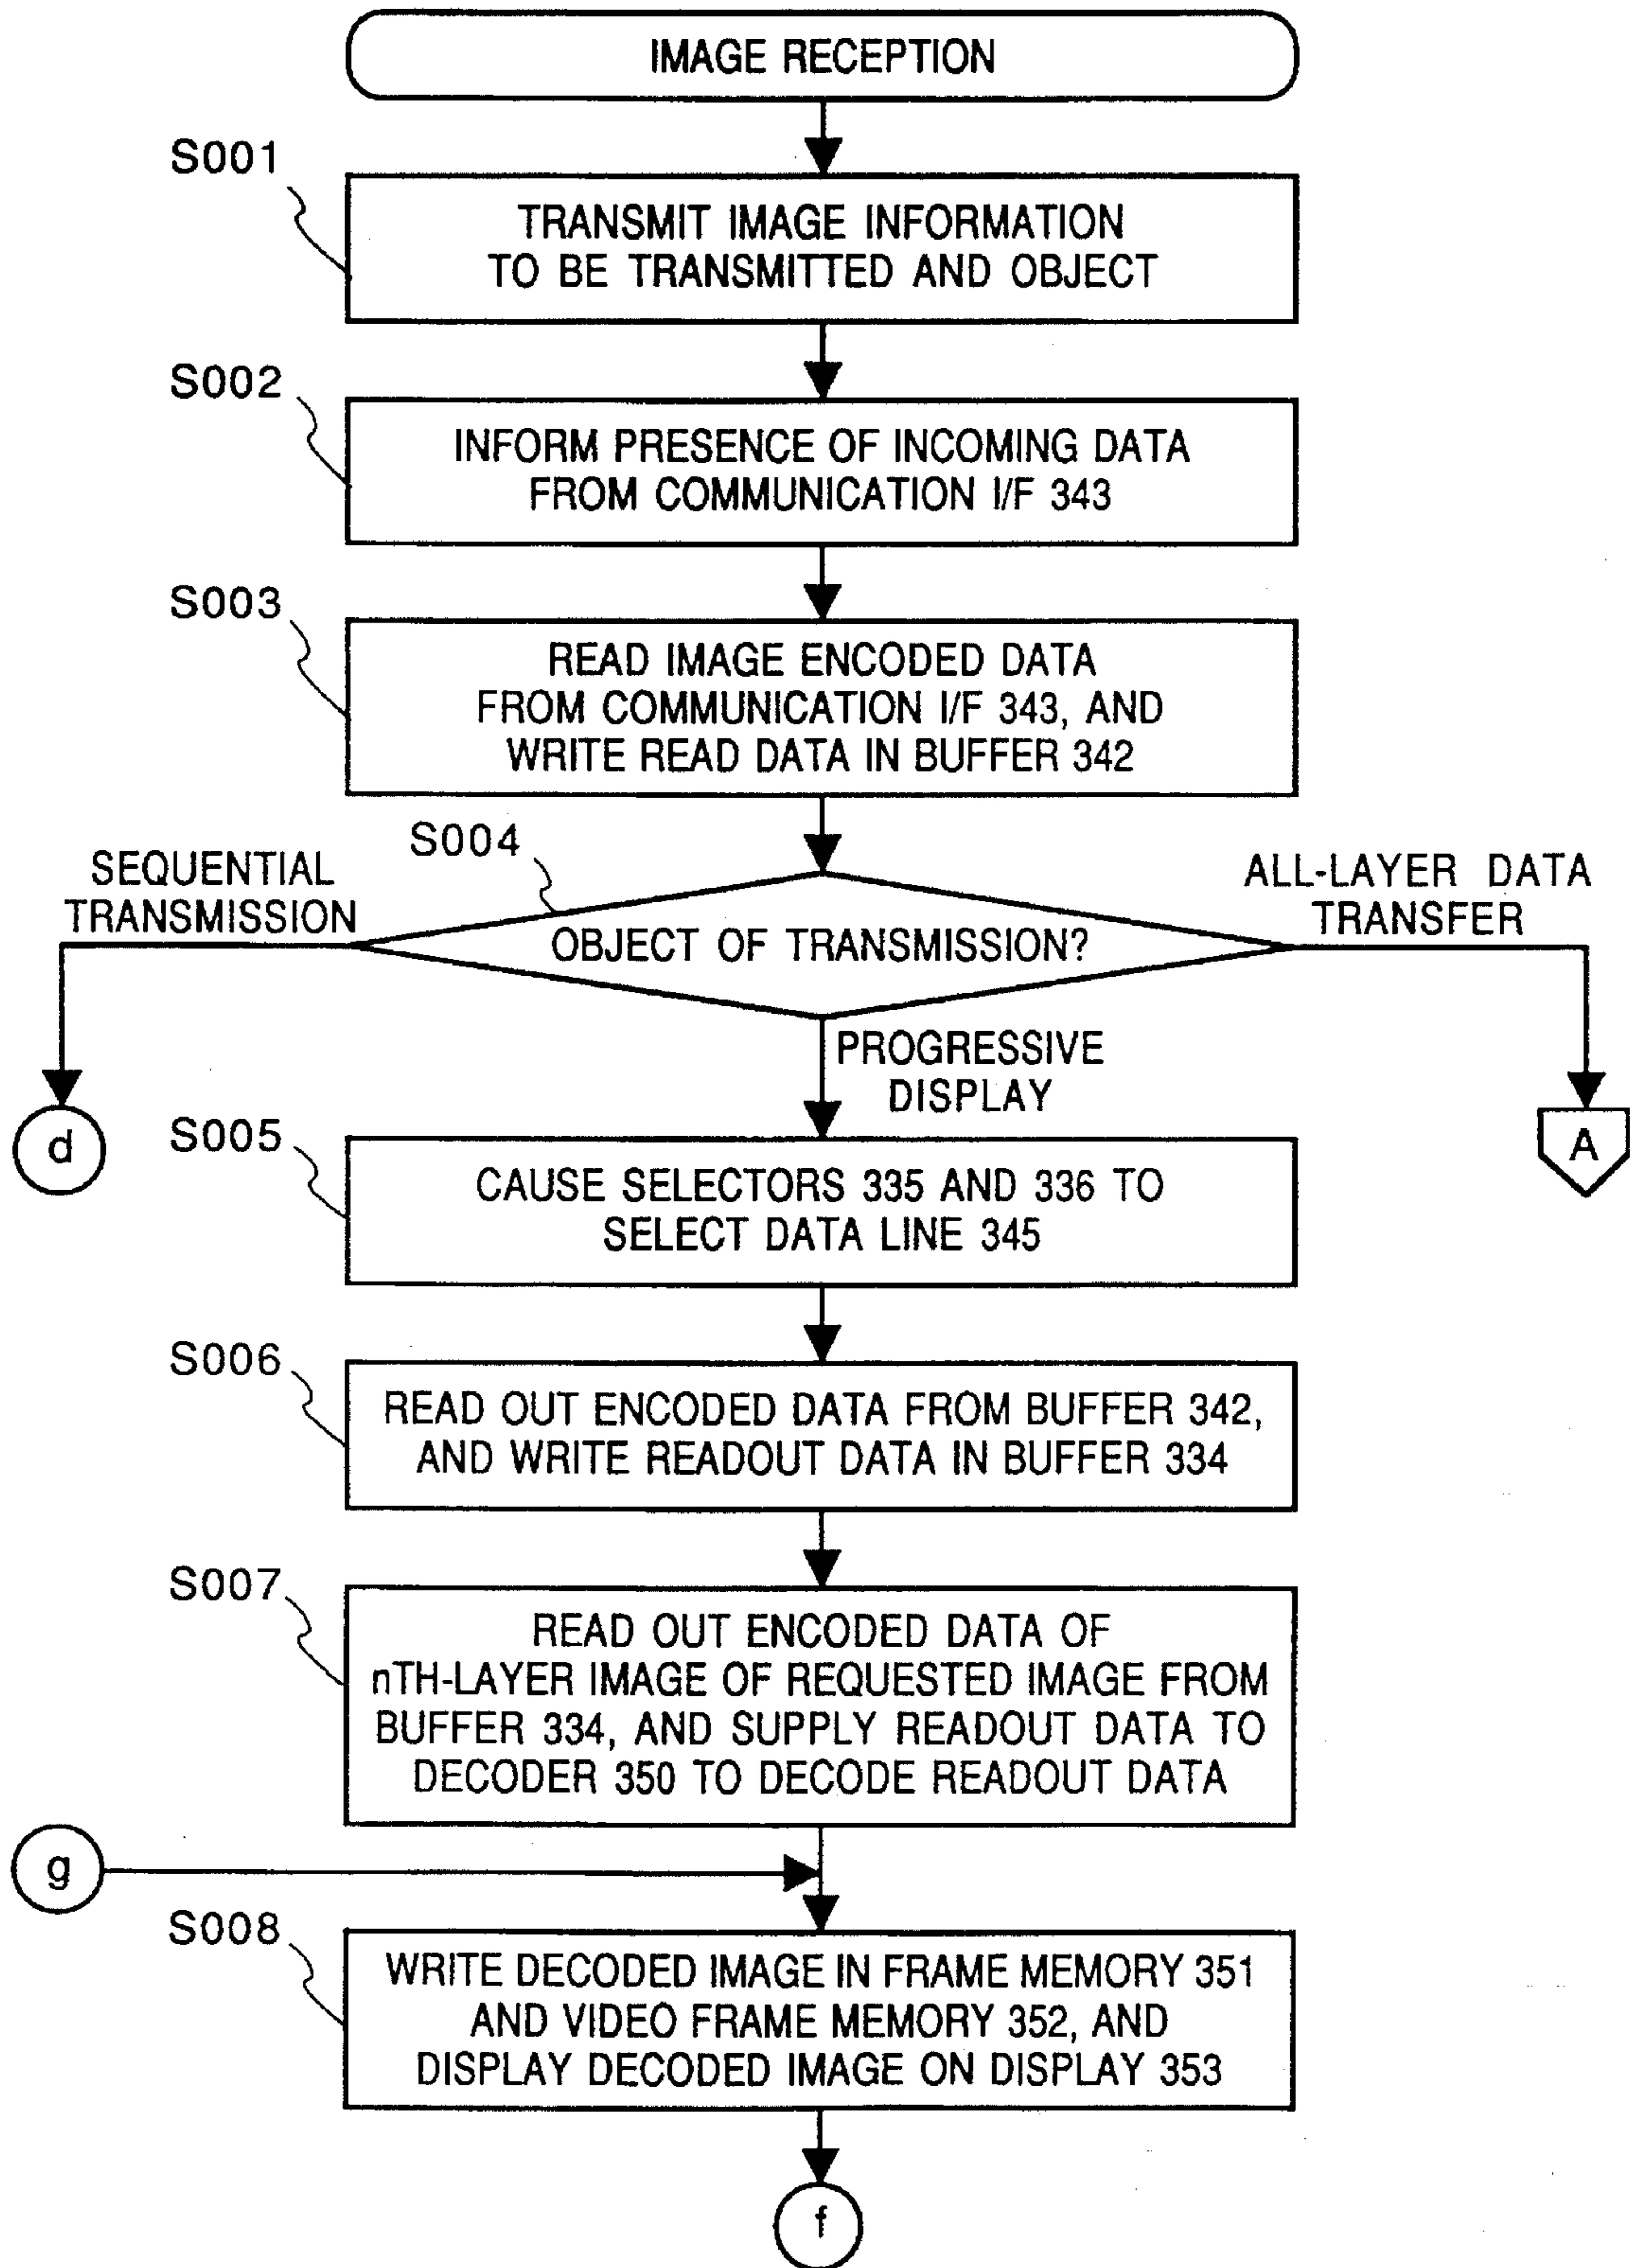 IMAGE RECEPTION
S001
TRANSMIT IMAGE INFORMATION
TO BE TRANSMITTED AND OBJECT
S002
INFORM PRESENCE OF INCOMING DATA
FROM COMMUNICATION I/F 343
S003
READ IMAGE ENCODED DATA
FROM COMMUNICATION I/F 343, AND
WRITE READ DATA IN BUFFER 342
S004
SEQUENTIAL
TRANSMISSION
OBJECT OF TRANSMISSION?
ALL-LAYER DATA
TRANSFER
PROGRESSIVE
DISPLAY
d
A
S005
CAUSE SELECTORS 335 AND 336 TO
SELECT DATA LINE 345
S006
READ OUT ENCODED DATA FROM BUFFER 342,
AND WRITE READOUT DATA IN BUFFER 334
S007
READ OUT ENCODED DATA OF
nTH-LAYER IMAGE OF REQUESTED IMAGE FROM
BUFFER 334, AND SUPPLY READOUT DATA TO
DECODER 350 TO DECODE READOUT DATA
g
S008
WRITE DECODED IMAGE IN FRAME MEMORY 351
AND VIDEO FRAME MEMORY 352, AND
DISPLAY DECODED IMAGE ON DISPLAY 353
f